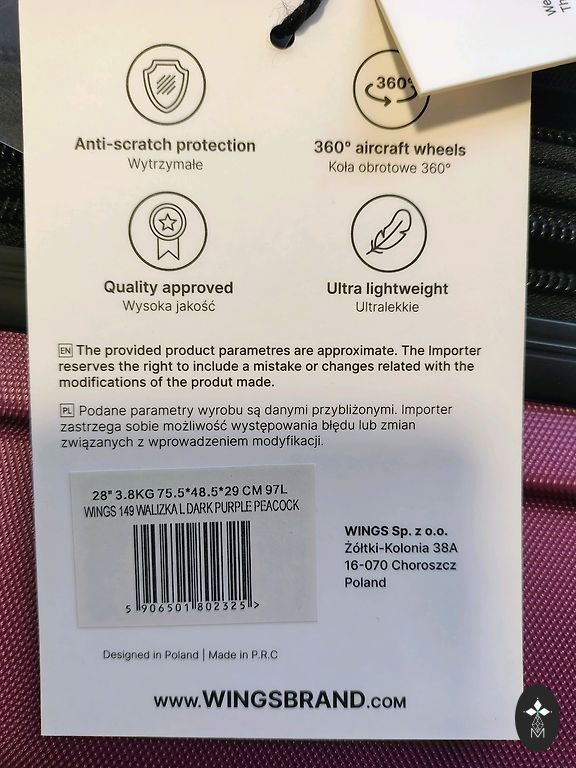 We
Th
360°
Anti-scratch protection
Wytrzymałe
360° aircraft wheels
Koła obrotowe 360°
Quality approved
Wysoka jakość
Ultra lightweight
Ultralekkie
EN The provided product parametres are approximate. The Importer
reserves the right to include a mistake or changes related with the
modifications of the produt made.
PL Podane parametry wyrobu są danymi przybliżonymi. Importer
zastrzega sobie możliwość występowania błędu lub zmian
związanych z wprowadzeniem modyfikacji.
28" 3.8KG 75.5*48.5*29 CM 97L
WINGS 149 WALIZKA L DARK PURPLE PEACOCK
5 906501 802325 >
WINGS Sp. z o.o.
Żółtki-Kolonia 38A
16-070 Choroszcz
Poland
Designed in Poland | Made in P.R.C
www.WINGSBRAND.COM
M